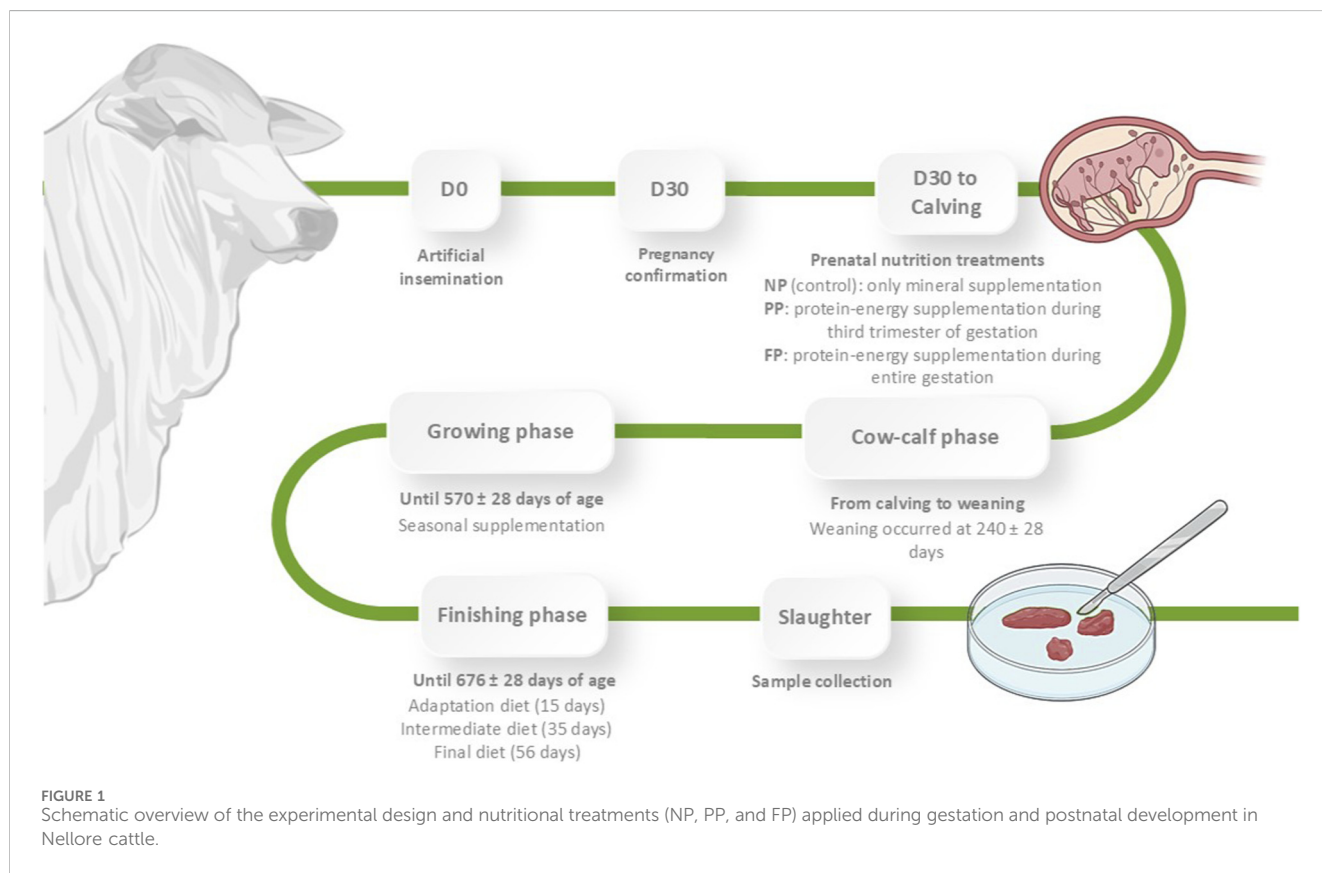 D0
Artificial
insemination
D30
Pregnancy
confirmation
D30 to
Calving
Prenatal nutrition treatments
NP (control): only mineral supplementation
PP: protein-energy supplementation during
third trimester of gestation
FP: protein-energy supplementation during
entire gestation
Cow-calf phase
From calving to weaning
Weaning occurred at 240 ± 28
days
Growing phase
Until 570 ± 28 days of age
Seasonal supplementation
Finishing phase
Until 676 ± 28 days of age
Adaptation diet (15 days)
Intermediate diet (35 days)
Final diet (56 days)
Slaughter
Sample collection
FIGURE 1
Schematic overview of the experimental design and nutritional treatments (NP, PP, and FP) applied during gestation and postnatal development in
Nellore cattle.